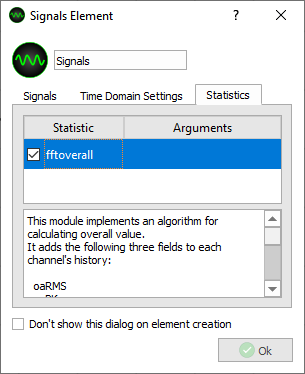 Signals Element
?
Signals
Signals Time Domain Settings Statistics
Statistic Arguments
fftoverall
This module implements an algorithm for
calculating overall value.
It adds the following three fields to each
channel's history:
oaRMS
Don't show this dialog on element creation
Ok